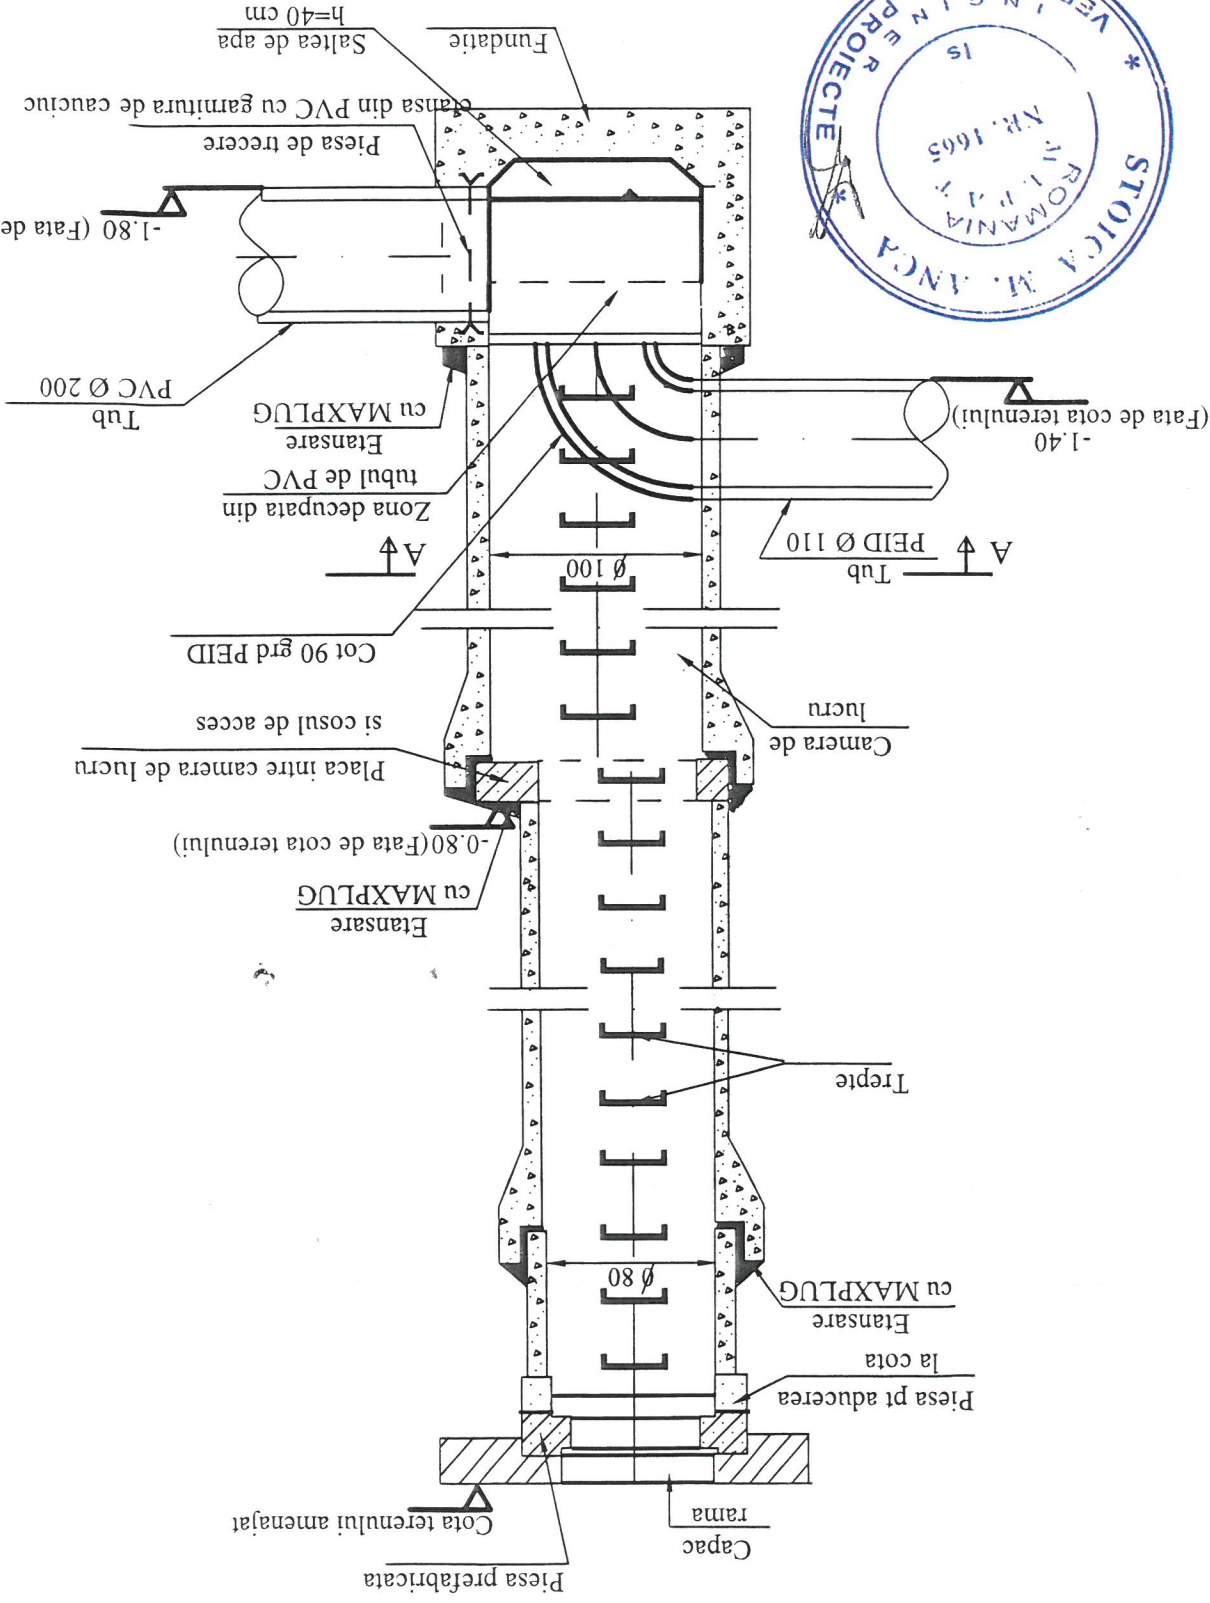 Piesa prefabricata
Capac
rama
Cota terenului amenajat
Piesa pt aducerea
la cota
Etansare
cu MAXPLUG
Ø 80
Trepte
Etansare
cu MAXPLUG
-0.80(Fata de cota terenului)
Placa intre camera de lucru
si cosul de acces
Camera de
lucru
Cot 90 grd PEID
A
A
Tub
PEID Ø 110
Ø 100
Zona decupata din
tubul de PVC
Etansare
cu MAXPLUG
Tub
PVC Ø 200
-1.40
(Fata de cota terenului)
-1.80 (Fata de
Piesa de trecere
etansa din PVC cu garnitura de cauciuc
Fundatie
Saltea de apa
h=40 cm
STOICA M. ANCA
PROIECTE
ROMANIA
NR. 1665
Is